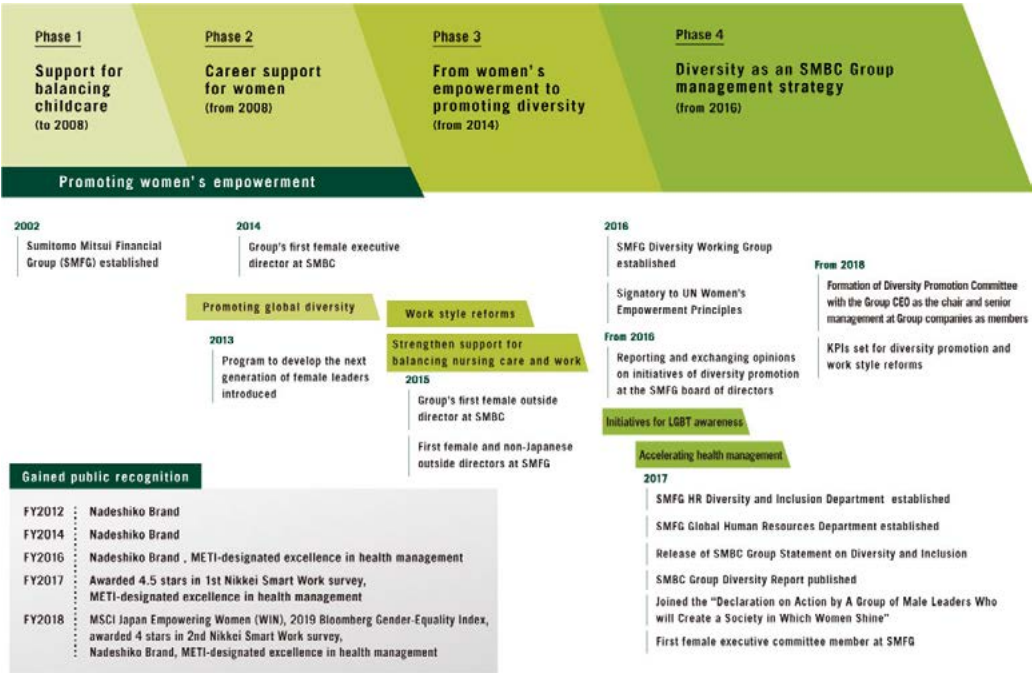 Phase 1
Support for
balancing
childcare
(to 2008)
Phase 2
Career support
for women
(from 2008)
Phase 3
From women's
empowerment to
promoting diversity
(from 2014)
Phase 4
Diversity as an SMBC Group
management strategy
(from 2016)
Promoting women's empowerment
2002
Sumitomo Mitsui Financial
Group (SMFG) established
2014
Group's first female executive
director at SMBC
Promoting global diversity
2013
Program to develop the next
generation of female leaders
introduced
Work style reforms
Strengthen support for
balancing nursing care and work
2015
Group's first female outside
director at SMBC
First female and non-Japanese
outside directors at SMFG
2016
SMFG Diversity Working Group
established
Signatory to UN Women's
Empowerment Principles
From 2016
Reporting and exchanging opinions
on initiatives of diversity promotion
at the SMFG board of directors
From 2018
Formation of Diversity Promotion Committee
with the Group CEO as the chair and senior
management at Group companies as members
KPIs set for diversity promotion and
work style reforms
Initiatives for LGBT awareness
Accelerating health management
2017
SMFG HR Diversity and Inclusion Department established
SMFG Global Human Resources Department established
Release of SMBC Group Statement on Diversity and Inclusion
SMBC Group Diversity Report published
Joined the “Declaration on Action by A Group of Male Leaders Who
will Create a Society in Which Women Shine”
First female executive committee member at SMFG
Gained public recognition
FY2012 Nadeshiko Brand
FY2014 Nadeshiko Brand
FY2016 Nadeshiko Brand , METI-designated excellence in health management
FY2017 Awarded 4.5 stars in 1st Nikkei Smart Work survey,
METI-designated excellence in health management
FY2018 MSCI Japan Empowering Women (WIN), 2019 Bloomberg Gender-Equality Index,
awarded 4 stars in 2nd Nikkei Smart Work survey,
Nadeshiko Brand, METI-designated excellence in health management